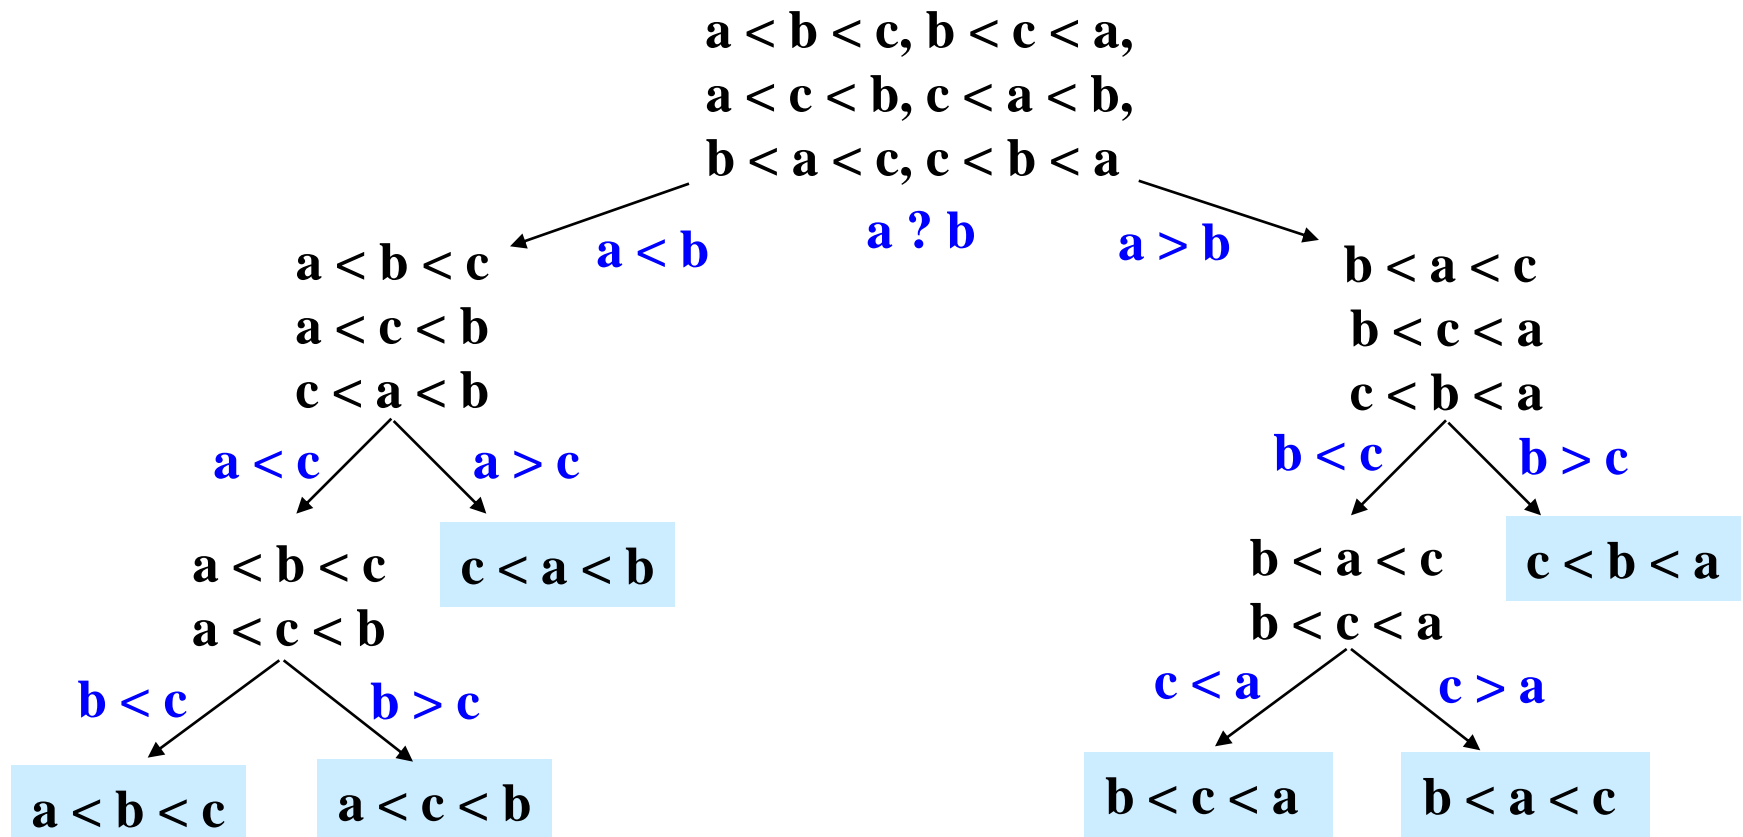 a < b < c, b < c < a,
a < c < b, c < a < b,
b < a < c, c < b < a
a < b
a ? b
a > b
a < b < c
a < c < b
c < a < b
b < a < c
b < c < a
c < b < a
a < c
a > c
b < c
b > c
a < b < c
a < c < b
c < a < b
b < a < c
b < c < a
c < b < a
b < c
b > c
c < a
c > a
a < b < c
a < c < b
b < c < a
b < a < c